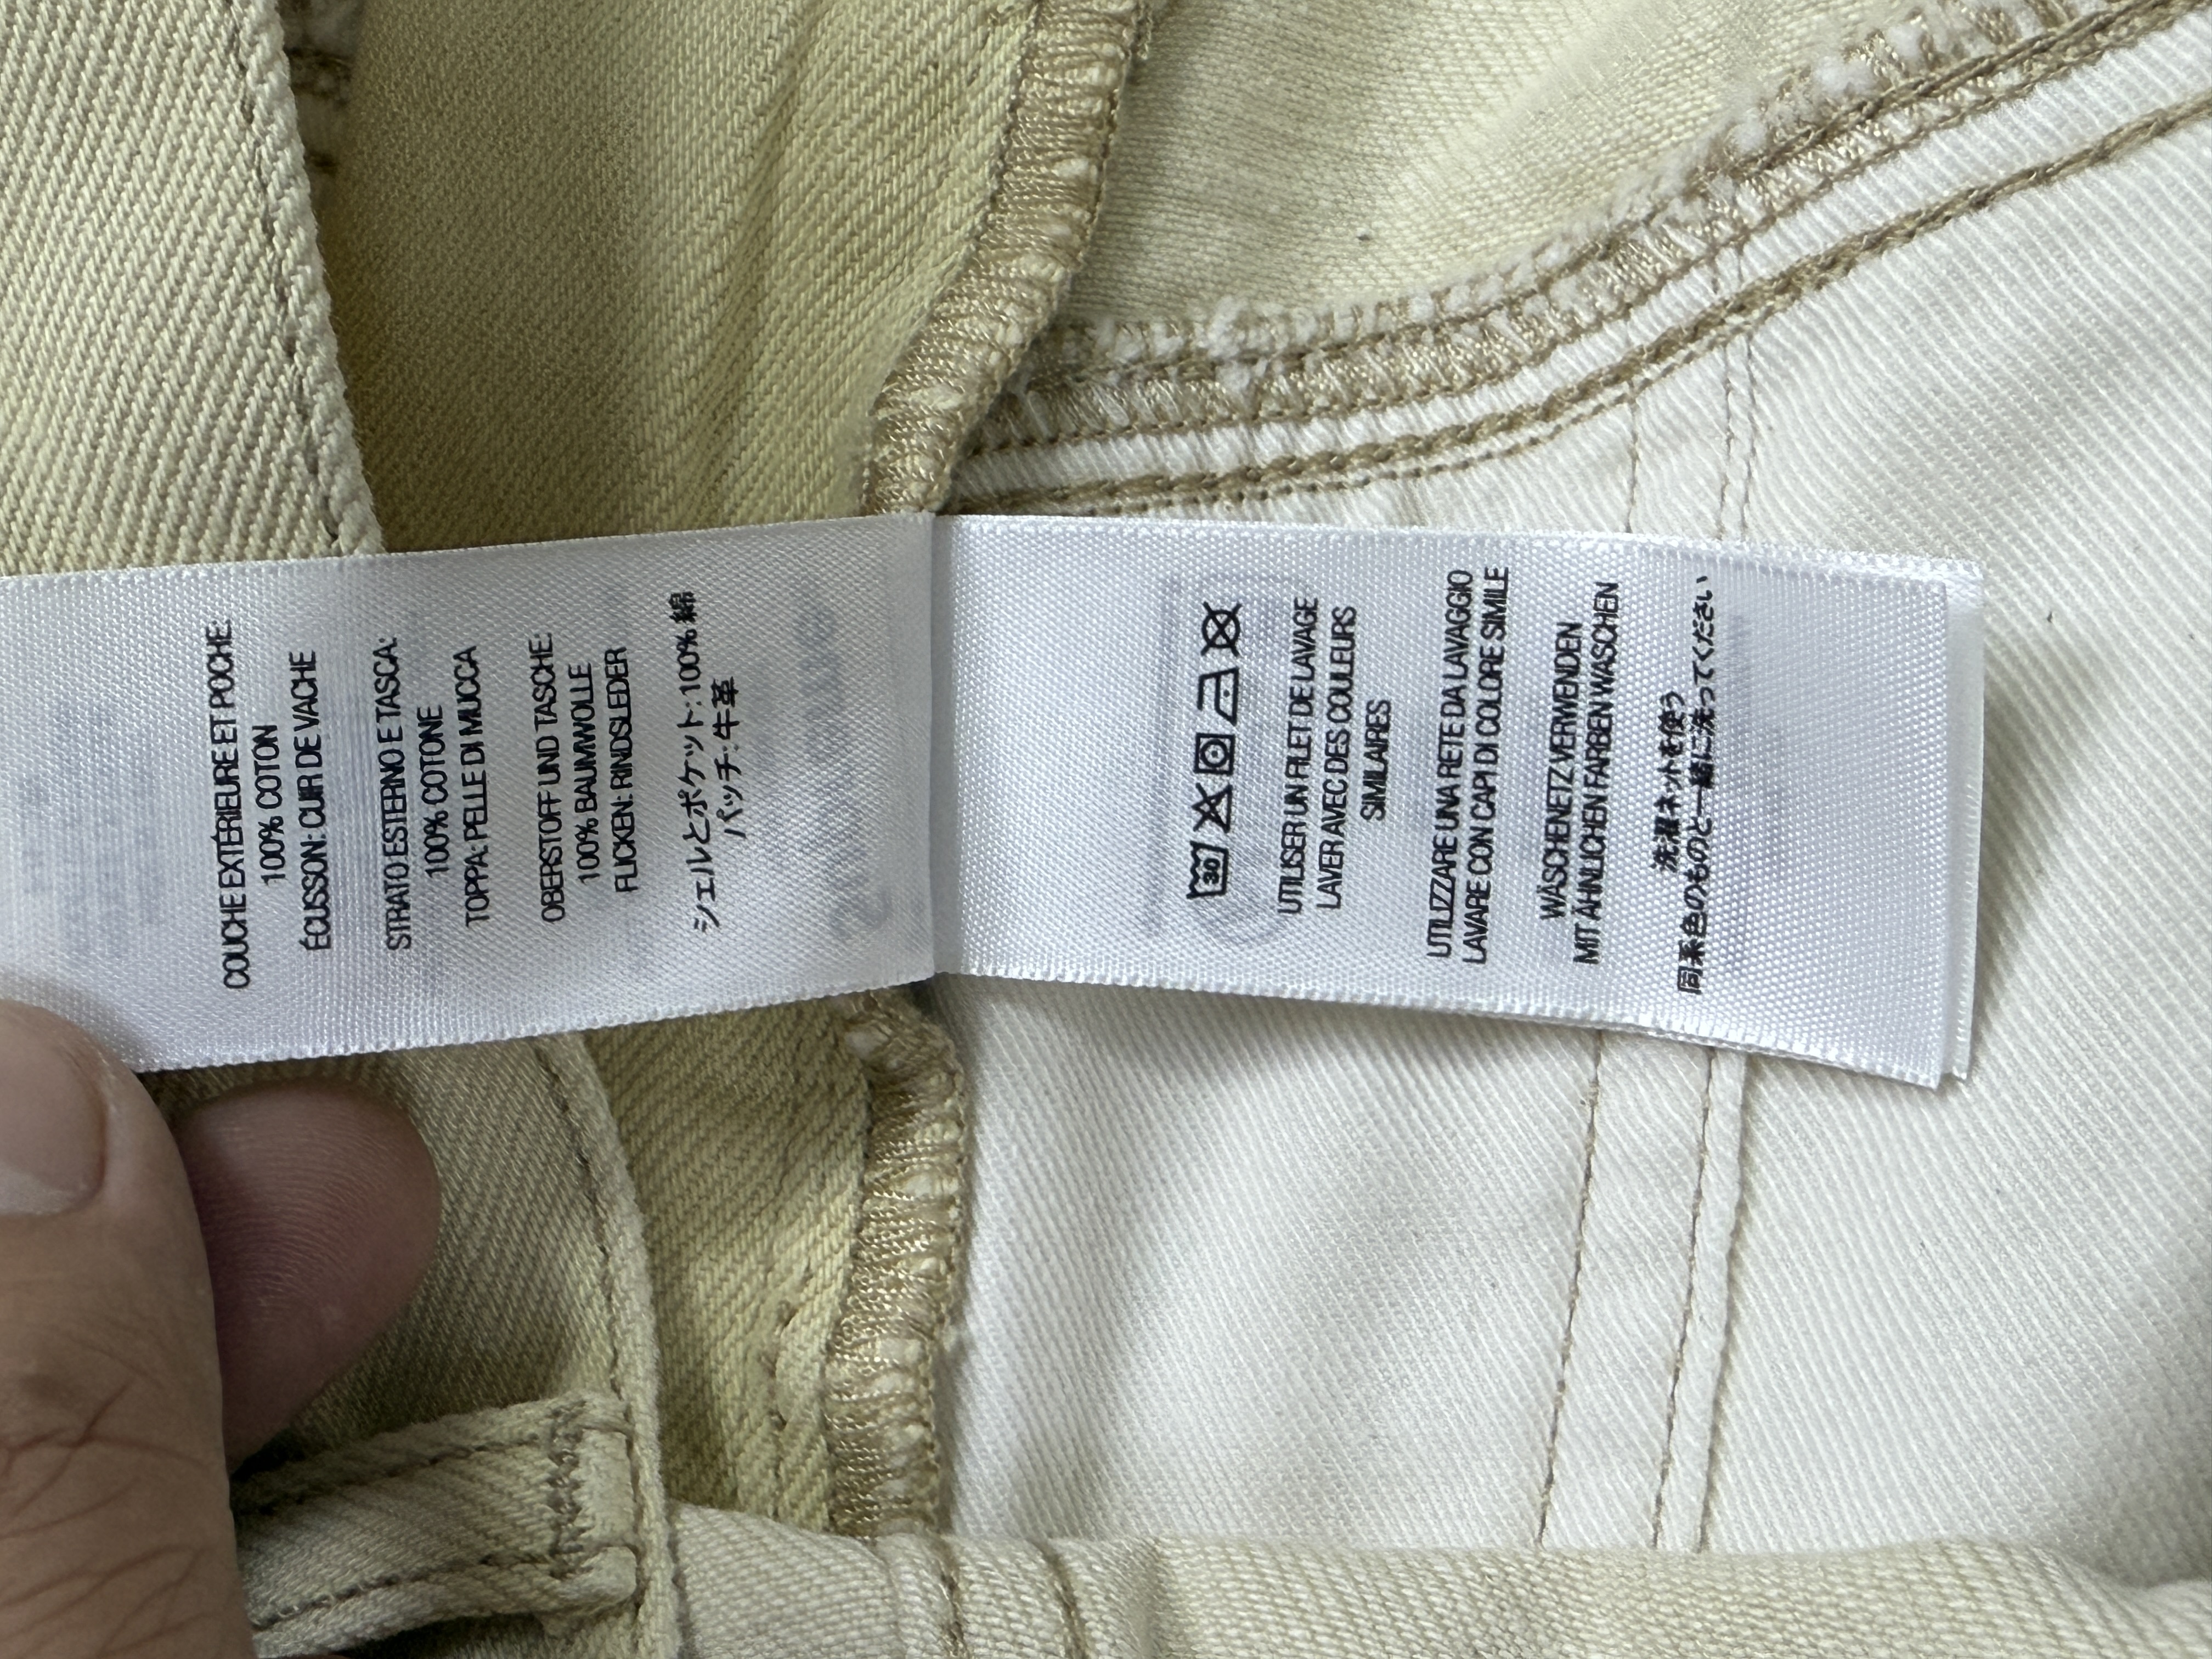 COUCHE EXTÉRIEURE ET POCHE:
100% COTON
ÉCUSSON: CUIR DE VACHE
STRATO ESTERNO E TASCA:
100% COTONE
TOPPA: PELLE DI MUCCA
OBERSTOFF UND TASCHE:
100% BAUMWOLLE
FLICKEN: RINDSLEDER
シェルとポケット: 100% 綿
パッチ: 牛革
30
UTILISER UN FILET DE LAVAGE
LAVER AVEC DES COULEURS
SIMILAIRES
UTILIZZARE UNA RETE DA LAVAGGIO
LAVARE CON CAPI DI COLORE SIMILE
WÄSCHENETZ VERWENDEN
MIT ÄHNLICHEN FARBEN WASCHEN
洗濯ネットを使う
同系色のものと一緒に洗ってください